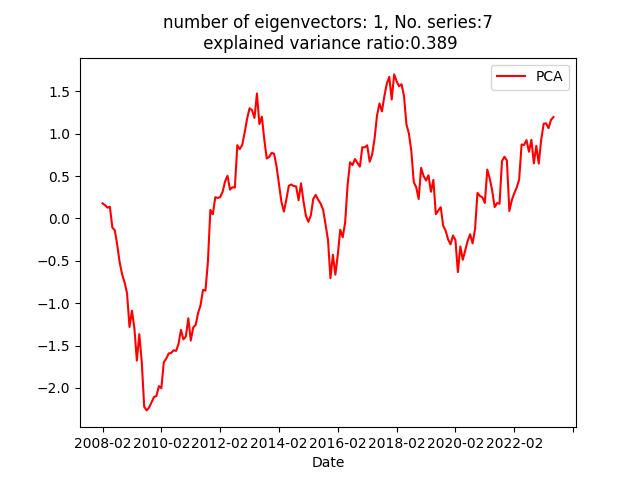 number of eigenvectors: 1, No. series:7
explained variance ratio:0.389
PCA
1.5
1.0
0.5
0.0
−0.5
−1.0
−1.5
−2.0
2008-02 2010-02 2012-02 2014-02 2016-02 2018-02 2020-02 2022-02
Date